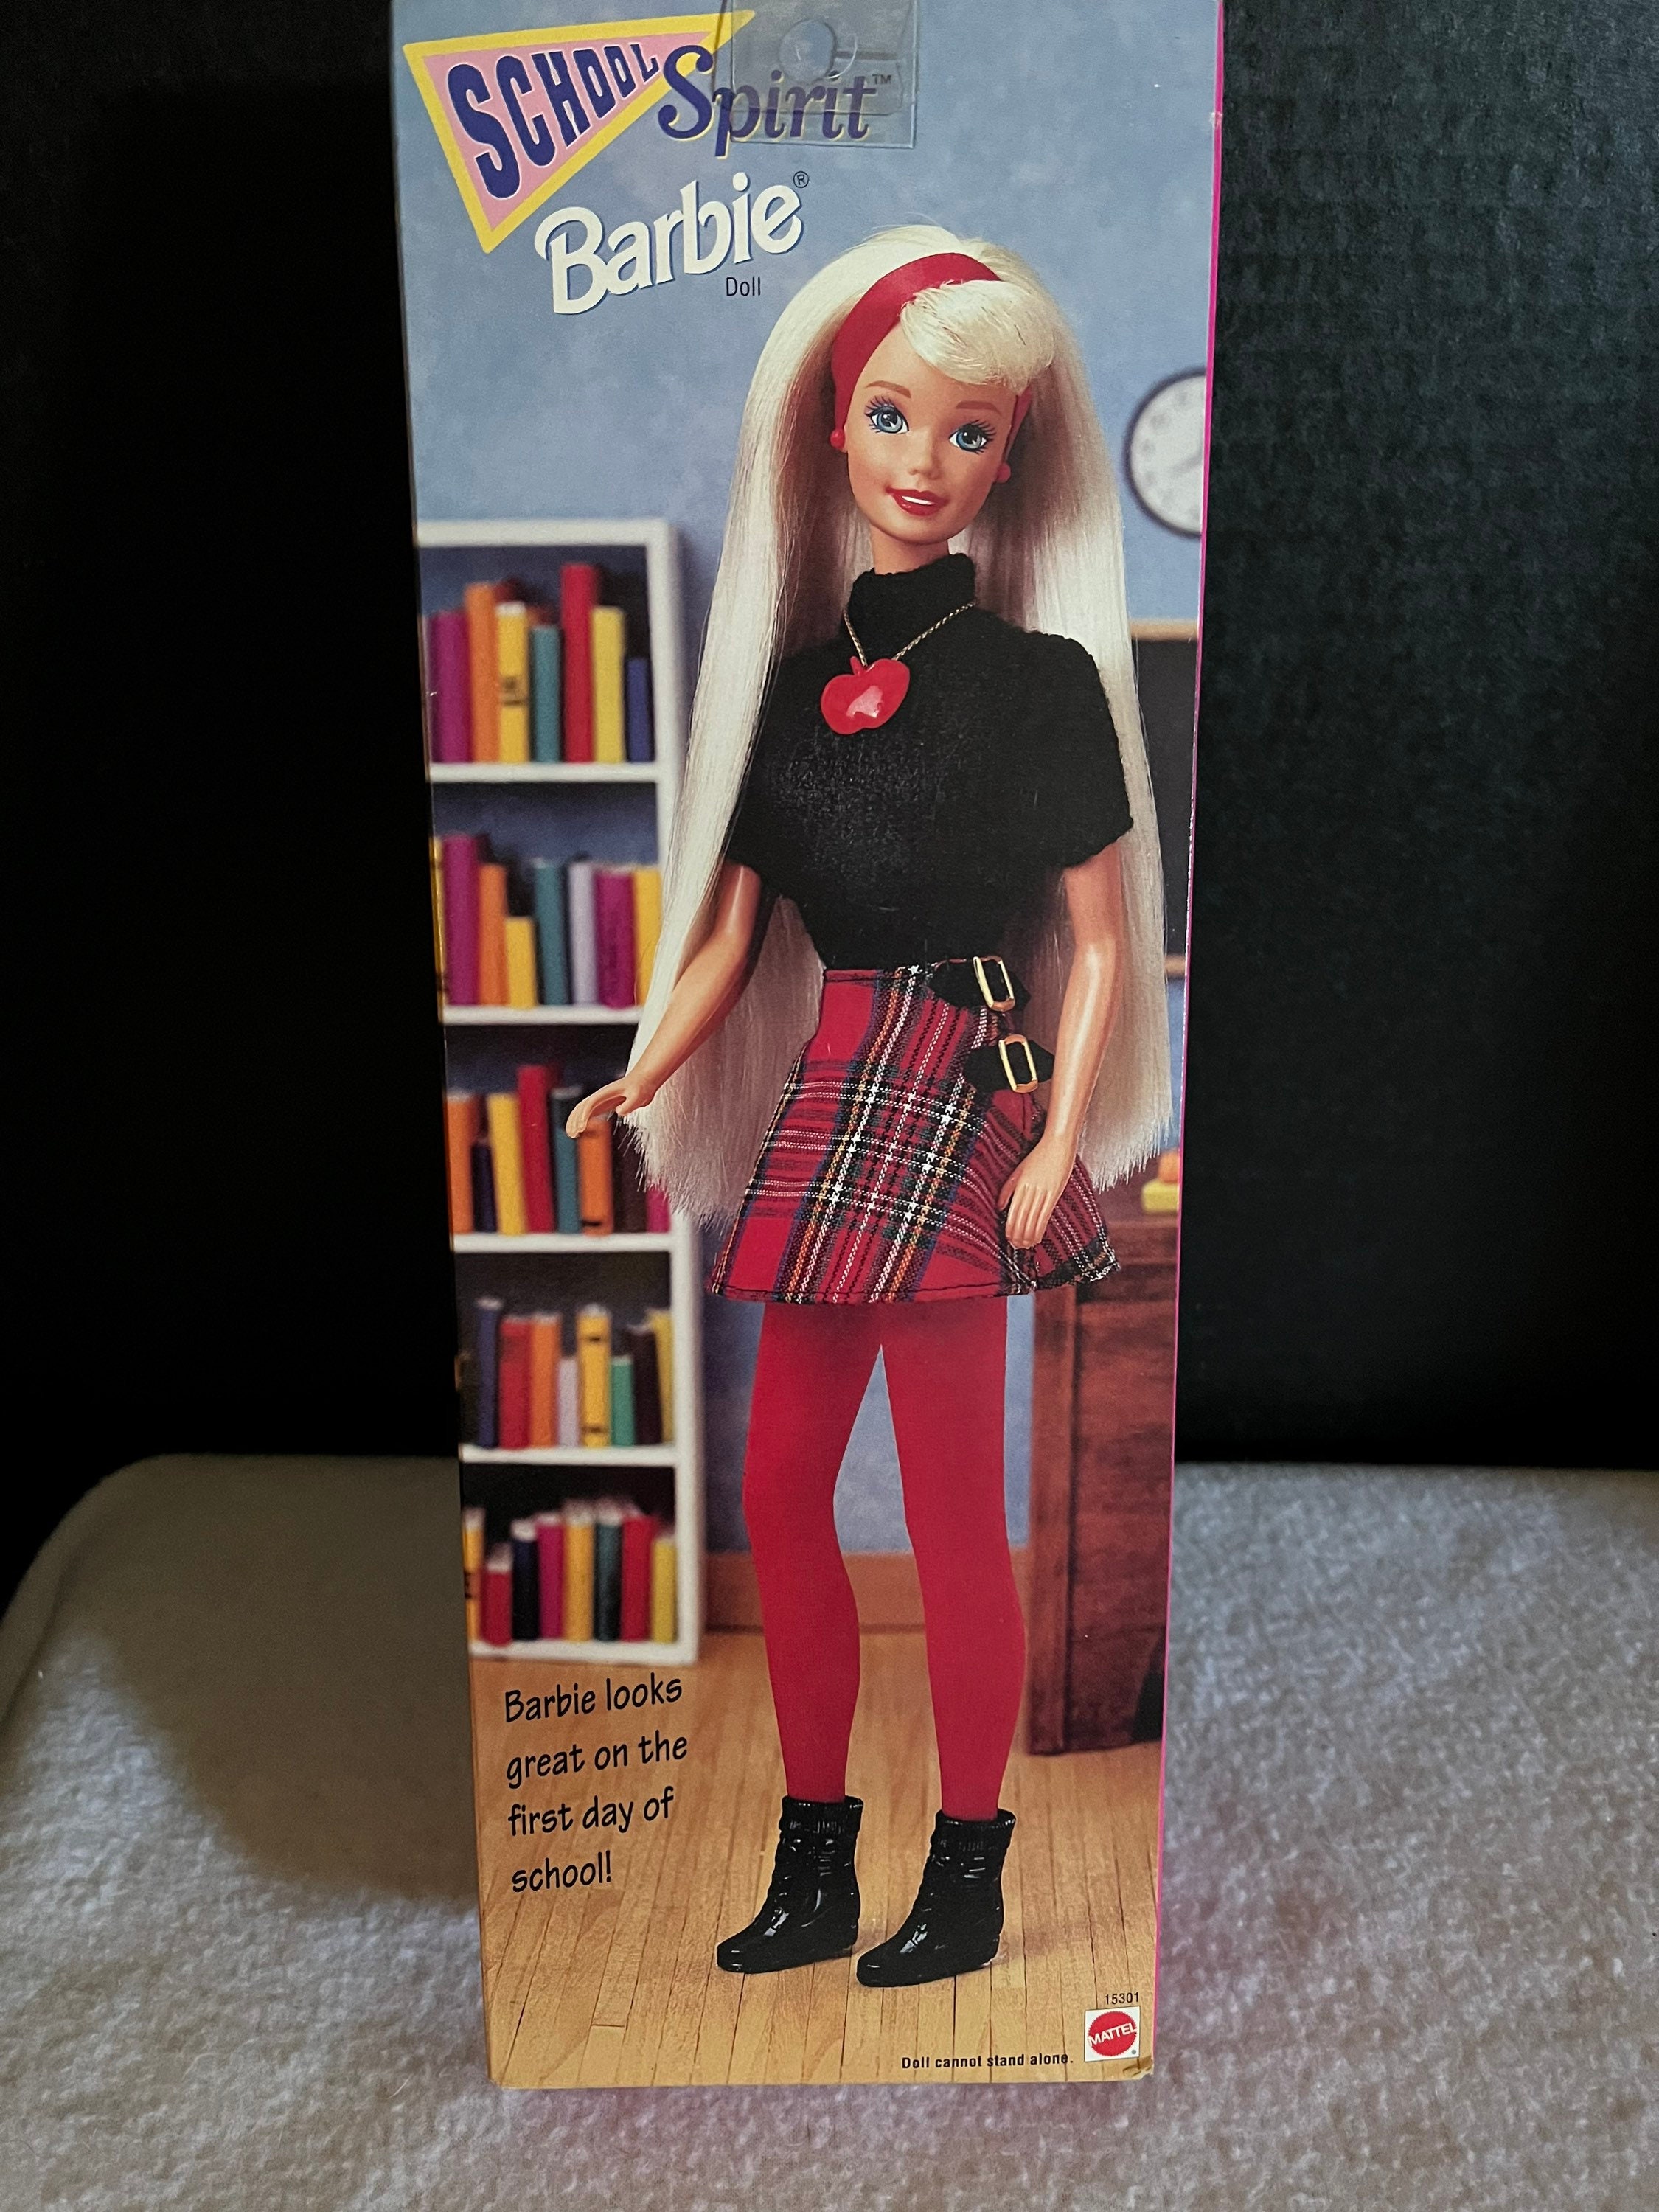 SCHOOL Spirit™
Barbie®
Doll
Barbie looks
great on the
first day of
school!
15301
MATTEL®
Doll cannot stand alone.